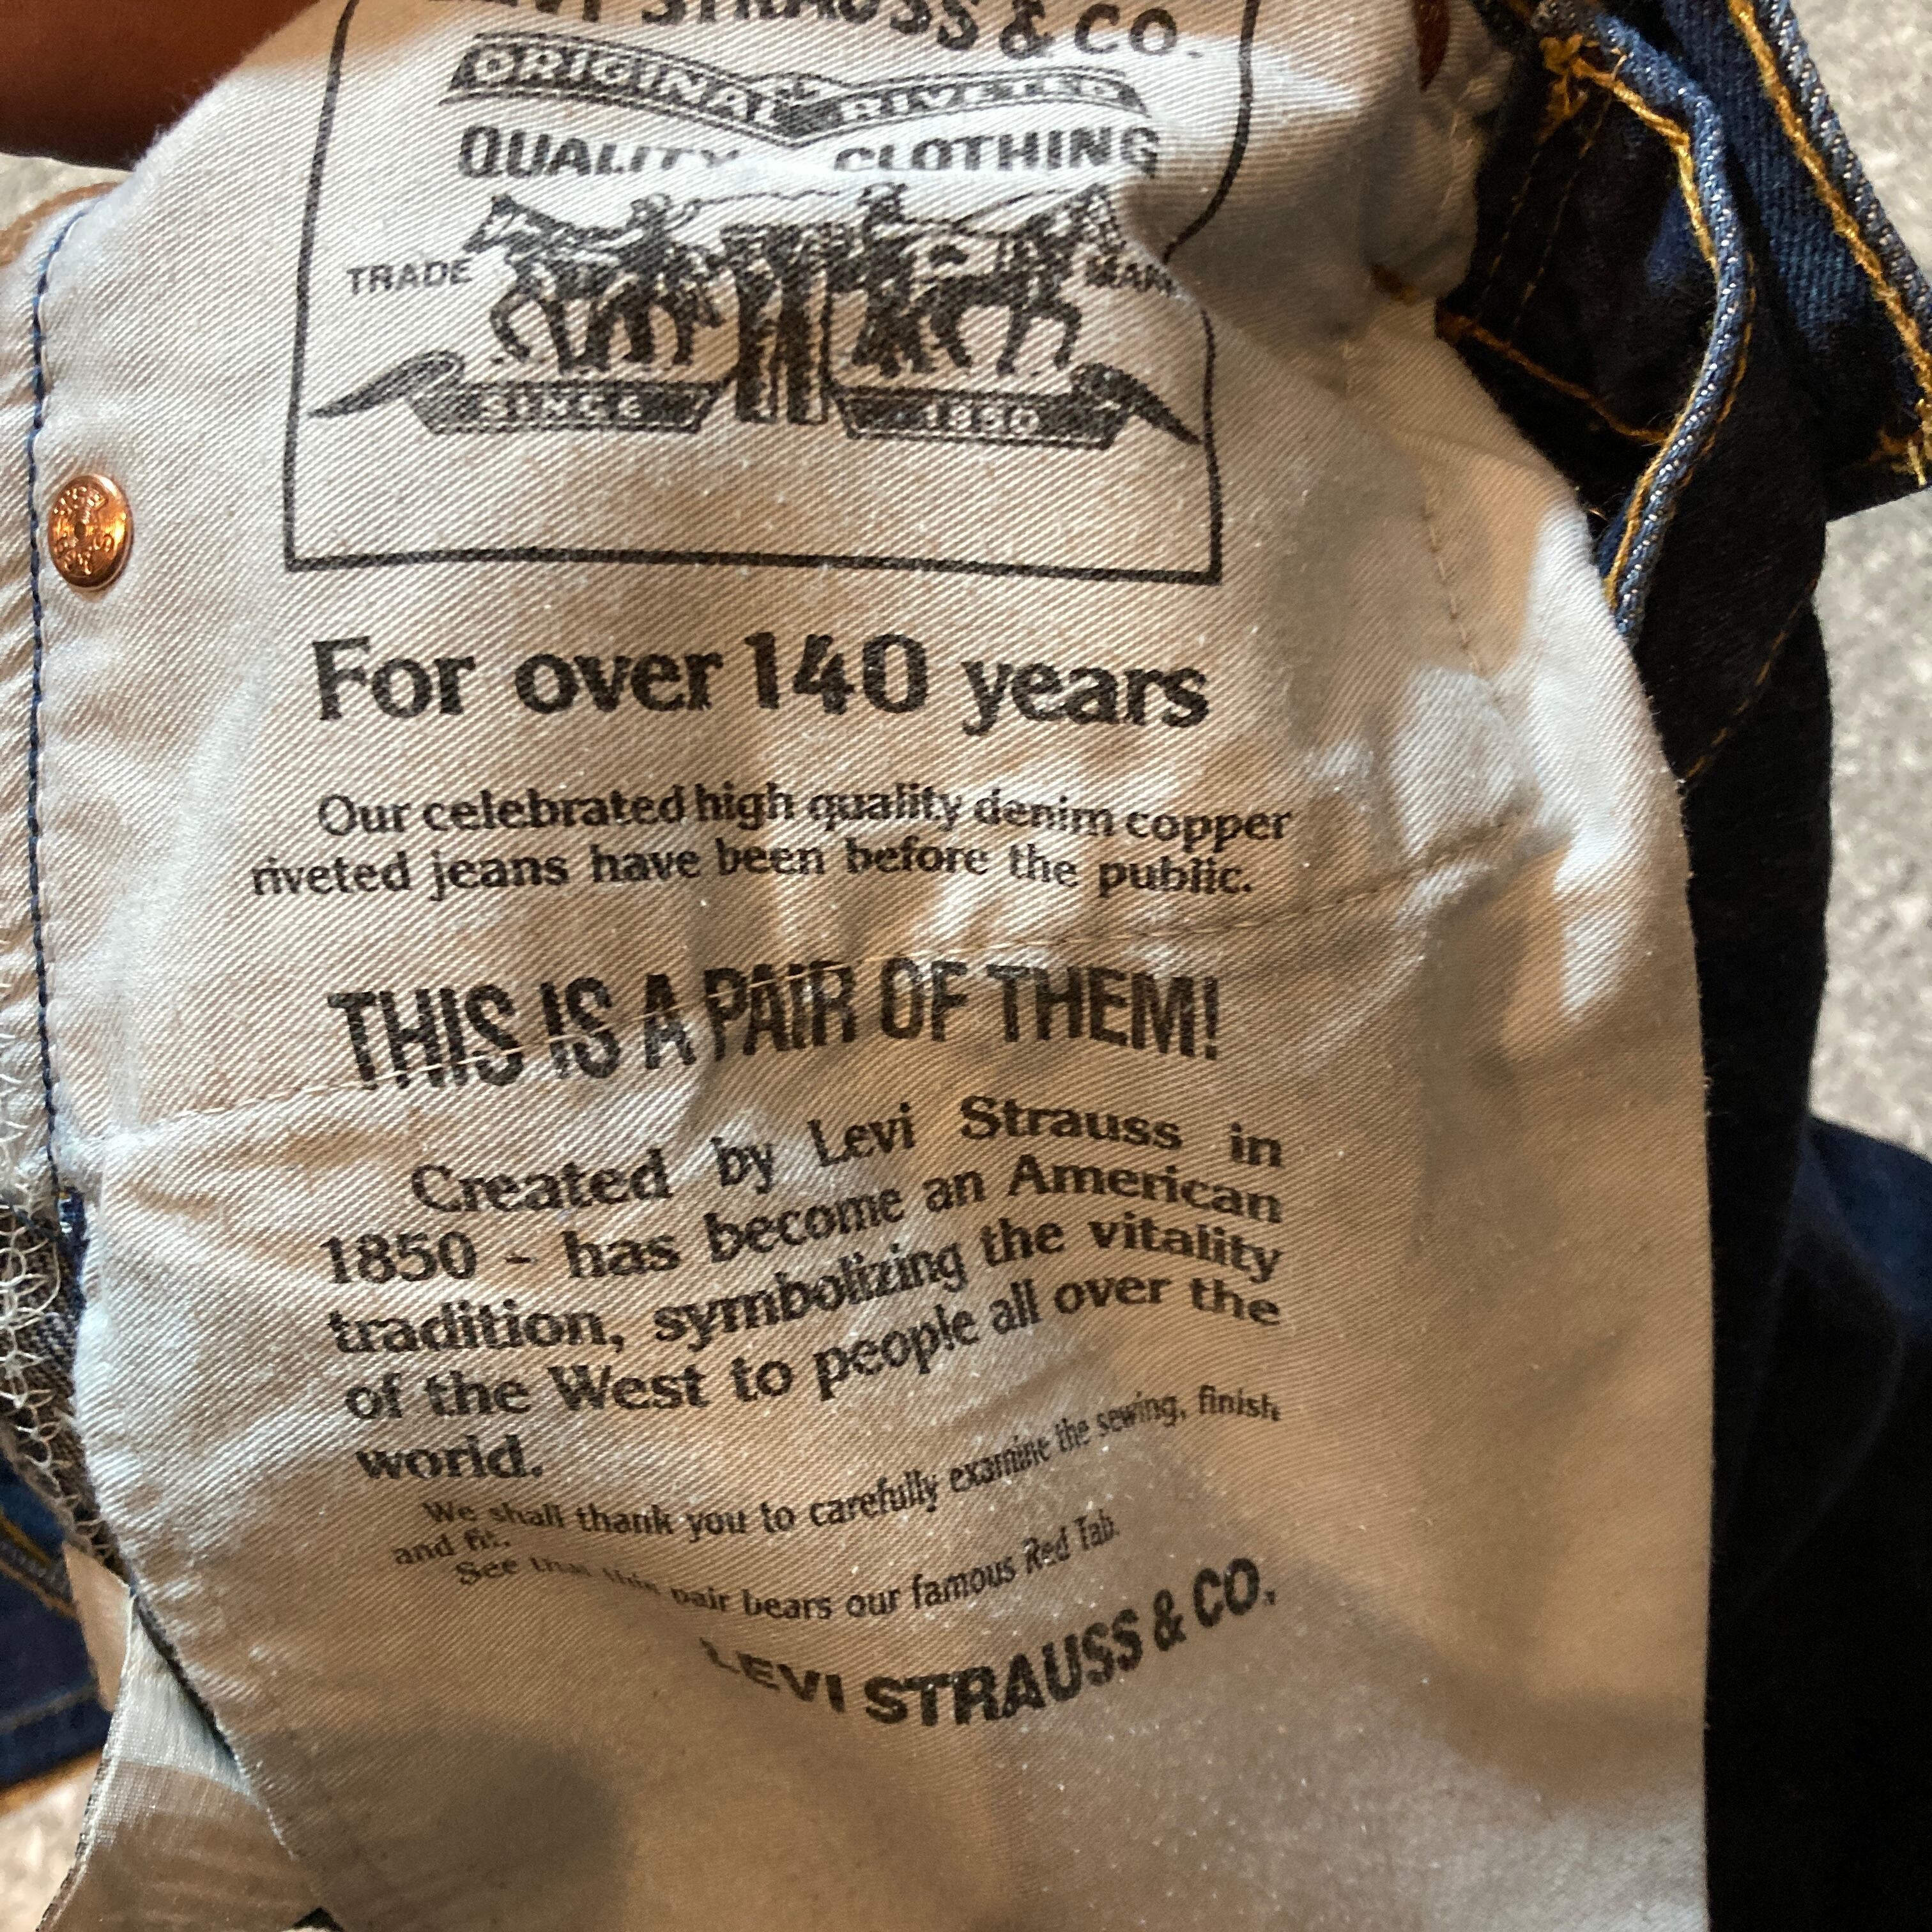 LEVI STRAUSS & CO.
ORIGINAL RIVETED
QUALITY CLOTHING
TRADE MARK
SINCE 1850
For over 140 years
Our celebrated high quality denim copper
riveted jeans have been before the public.
THIS IS A PAIR OF THEM!
Created by Levi Strauss in
1850 - has become an American
tradition, symbolizing the vitality
of the West to people all over the
world.
We shall thank you to carefully examine the sewing, finish
and fit.
See that this pair bears our famous Red Tab.
LEVI STRAUSS & CO.